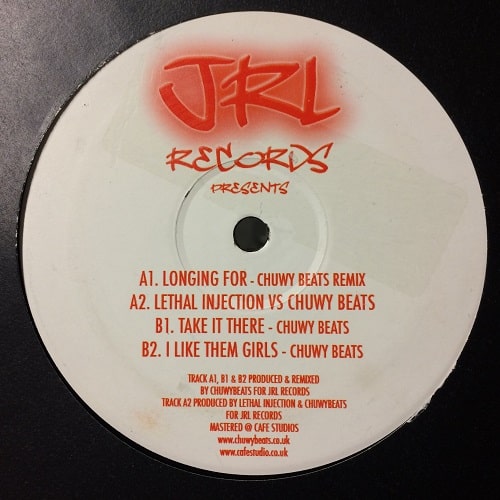 JRL
RECORDS
PRESENTS
A1. LONGING FOR - CHUWY BEATS REMIX
A2. LETHAL INJECTION VS CHUWY BEATS
B1. TAKE IT THERE - CHUWY BEATS
B2. I LIKE THEM GIRLS - CHUWY BEATS
TRACK A1, B1 & B2 PRODUCED & REMIXED
BY CHUWYBEATS FOR JRL RECORDS
TRACK A2 PRODUCED BY LETHAL INJECTION & CHUWYBEATS
FOR JRL RECORDS
MASTERED @ CAFE STUDIOS
www.chuwybeats.co.uk
www.cafestudio.co.uk